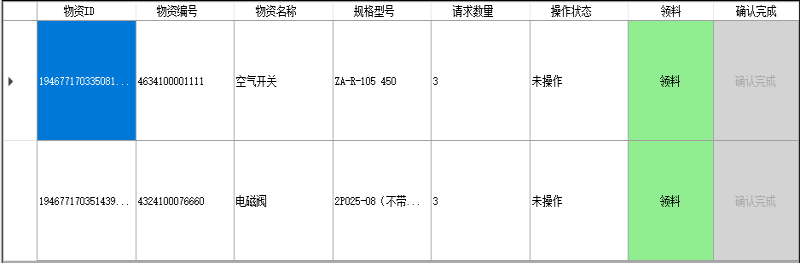 物资ID 物资编号 物资名称 规格型号 请求数量 操作状态 领料 确认完成
194677170335081... 4634100001111 空气开关 ZA-R-105 450 3 未操作 领料 确认完成
194677170351439... 4324100076660 电磁阀 2P025-08（不带... 3 未操作 领料 确认完成